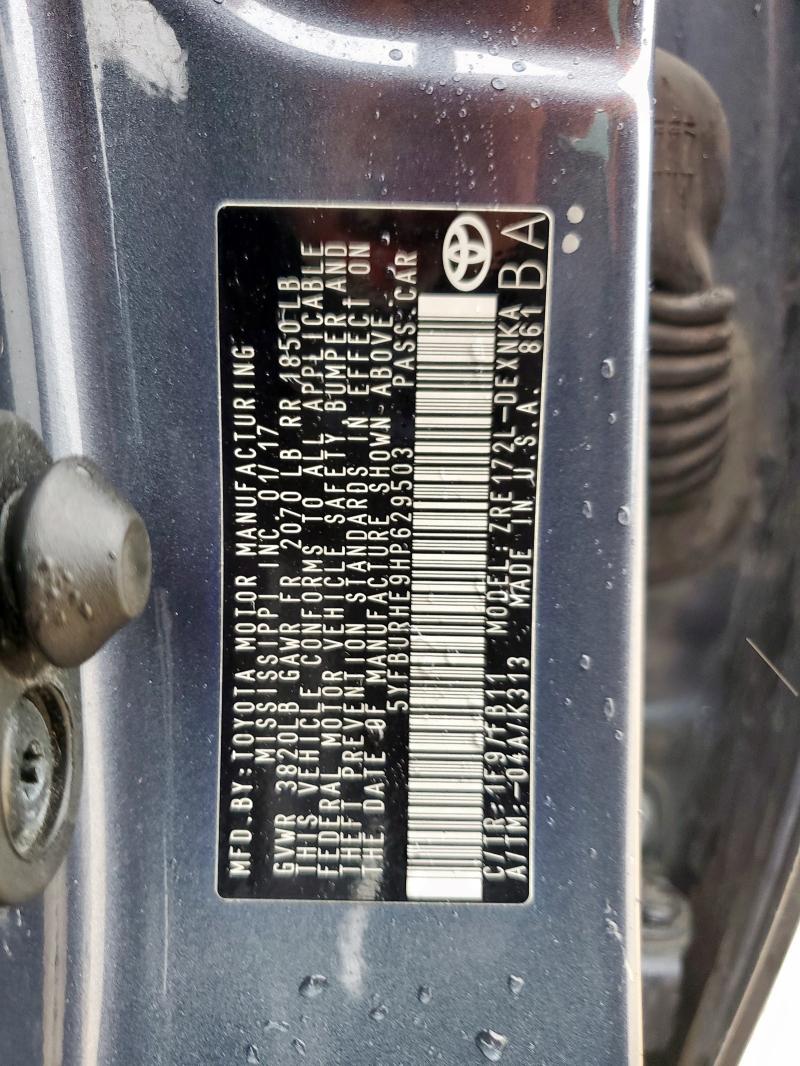 MFD.BY:TOYOTA MOTOR MANUFACTURING
MISSISSIPPI INC 01/17
GVWR 3820LB GAWR FR 2070 LB RR 1850 LB
THIS VEHICLE CONFORMS TO ALL APPLICABLE
FEDERAL MOTOR VEHICLE SAFETY BUMPER AND
THEFT PREVENTION STANDARDS IN EFFECT ON
THE DATE OF MANUFACTURE SHOWN ABOVE.
5YFBURHE9HP629503 PASS.CAR
C/TR:1F9/FB11 MODEL:ZRE172L-DEXNKA
A/TM:-04A/K313 MADE IN U.S.A 861 BA